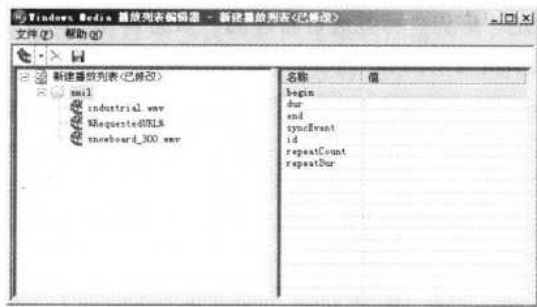 Windows Media 播放列表编辑器 - 新建播放列表(已修改)
文件(F) 帮助(H)
新建播放列表(已修改)
smil
industrial.wmv
%RequestedURL%
snowboard_300.wmv
名称 值
begin
dur
end
syncEvent
id
repeatCount
repeatDur